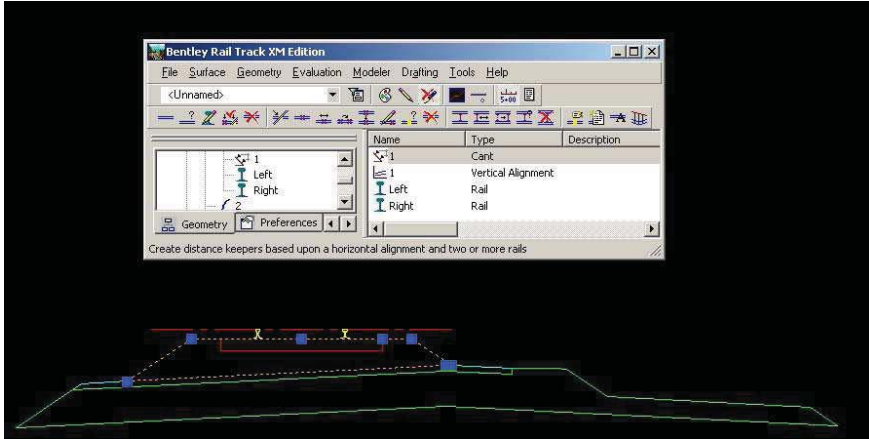 Bentley Rail Track XM Edition
File Surface Geometry Evaluation Modeler Drafting Tools Help
<Unnamed>
5+00
Name Type Description
1 Cant
1 Vertical Alignment
Left Rail
Right Rail
1
Left
Right
2
Geometry Preferences
Create distance keepers based upon a horizontal alignment and two or more rails